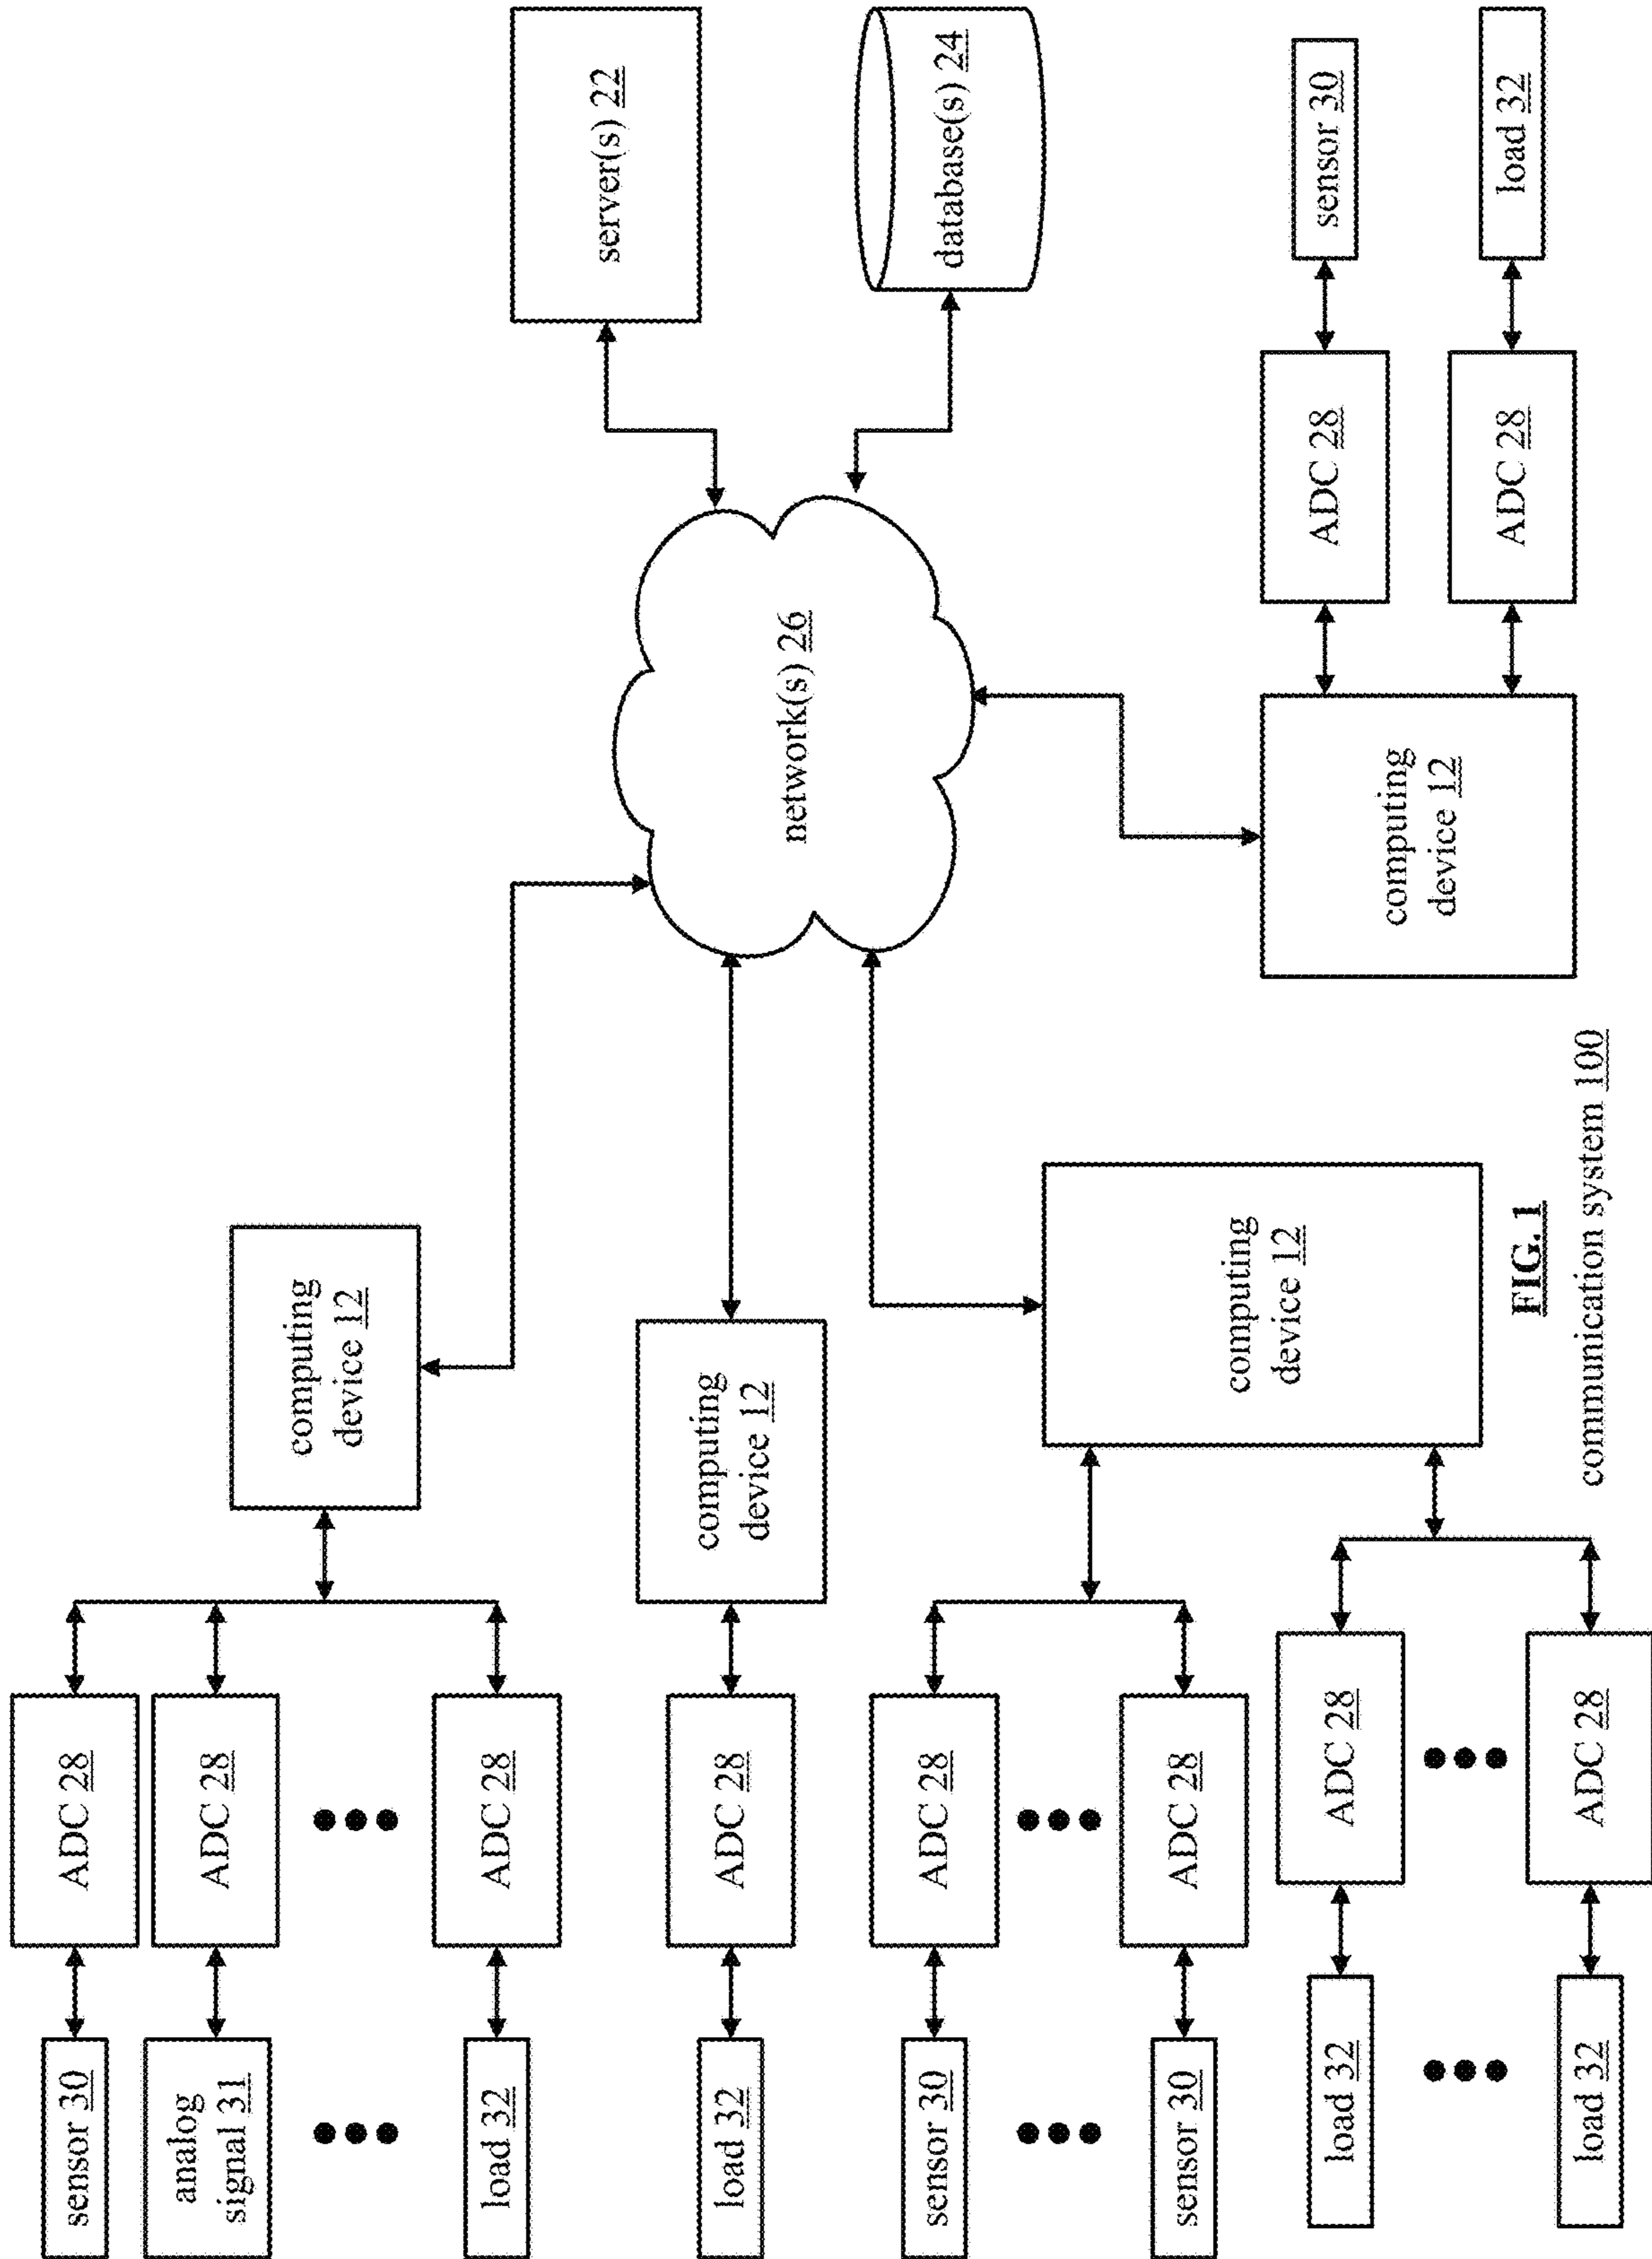 sensor 30
ADC 28
analog
signal 31
ADC 28
computing
device 12
load 32
ADC 28
server(s) 22
load 32
ADC 28
computing
device 12
network(s) 26
sensor 30
ADC 28
database(s) 24
sensor 30
ADC 28
computing
device 12
load 32
ADC 28
load 32
ADC 28
computing
device 12
ADC 28
sensor 30
ADC 28
load 32
FIG. 1
communication system 100